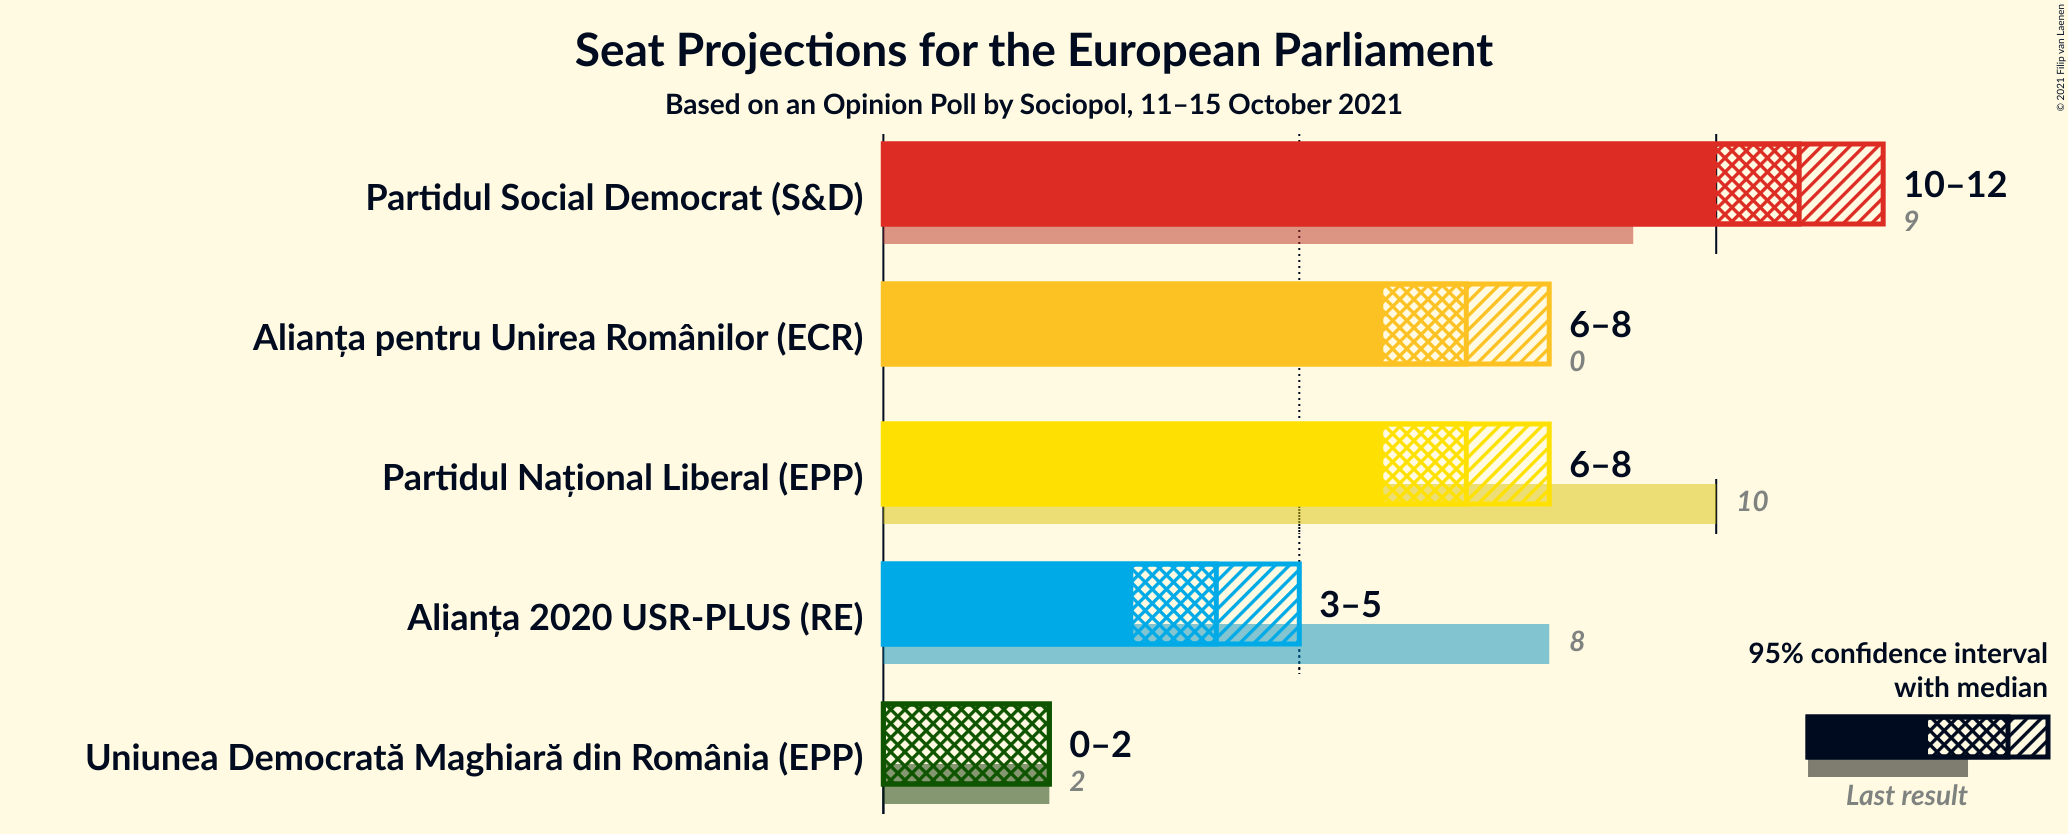 Seat Projections for the European Parliament
Based on an Opinion Poll by Sociopol, 11–15 October 2021
© 2021 Filip van Laenen
Partidul Social Democrat (S&D)
10–12
9
Alianța pentru Unirea Românilor (ECR)
6–8
0
Partidul Național Liberal (EPP)
6–8
10
Alianța 2020 USR-PLUS (RE)
3–5
8
Uniunea Democrată Maghiară din România (EPP)
0–2
2
95% confidence interval
with median
Last result